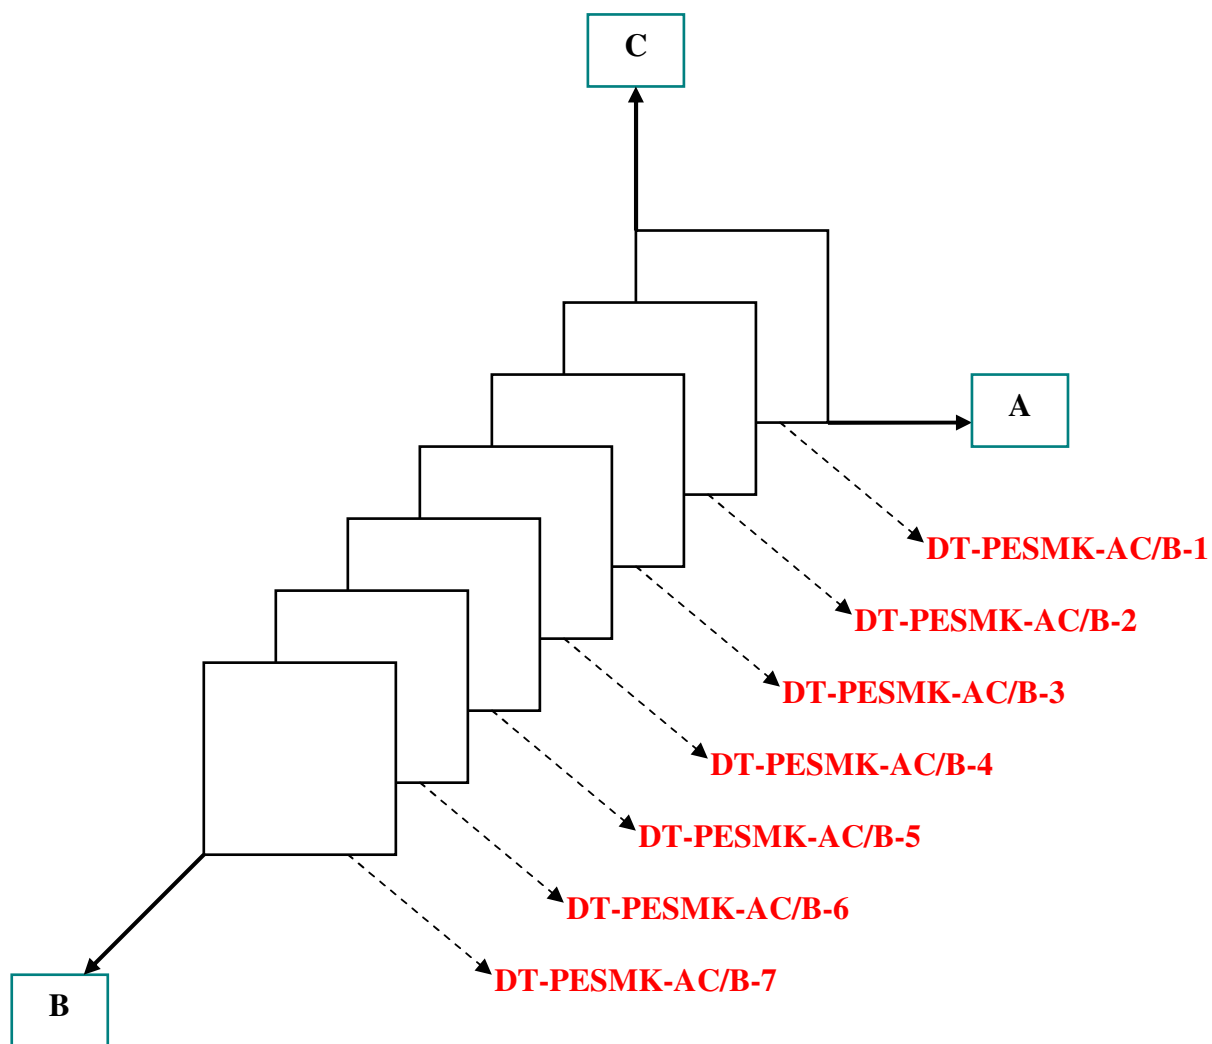 C
A
DT-PESMK-AC/B-1
DT-PESMK-AC/B-2
DT-PESMK-AC/B-3
DT-PESMK-AC/B-4
DT-PESMK-AC/B-5
DT-PESMK-AC/B-6
DT-PESMK-AC/B-7
B